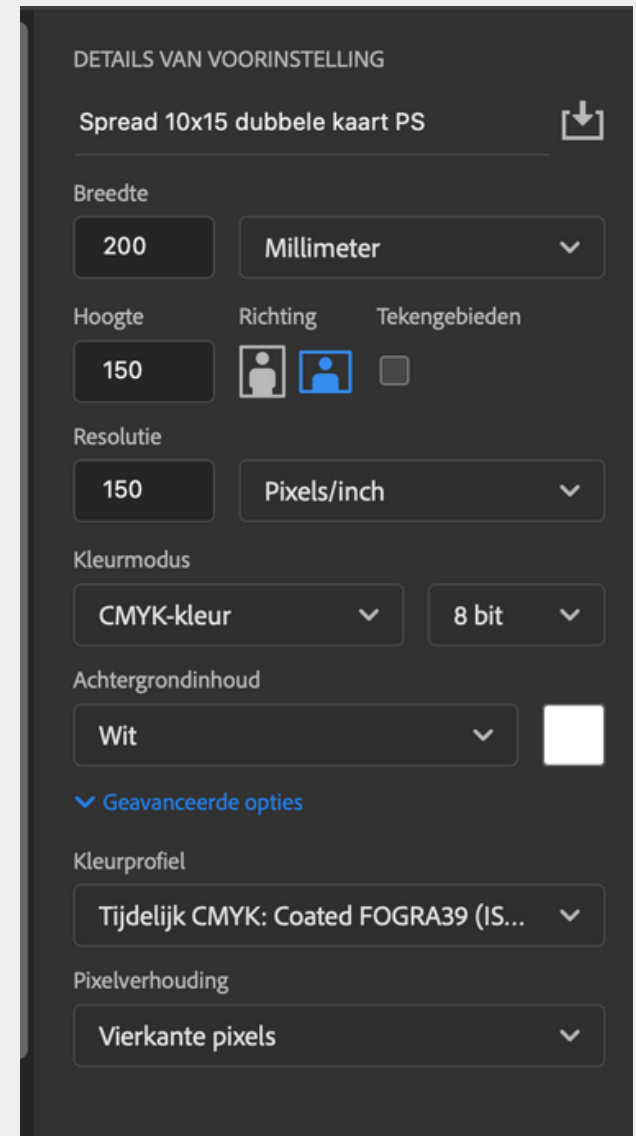 DETAILS VAN VOORINSTELLING
Spread 10x15 dubbele kaart PS
Breedte
200 Millimeter
Hoogte Richting Tekengebieden
150
Resolutie
150 Pixels/inch
Kleurmodus
CMYK-kleur 8 bit
Achtergrondinhoud
Wit
Geavanceerde opties
Kleurprofiel
Tijdelijk CMYK: Coated FOGRA39 (IS...
Pixelverhouding
Vierkante pixels